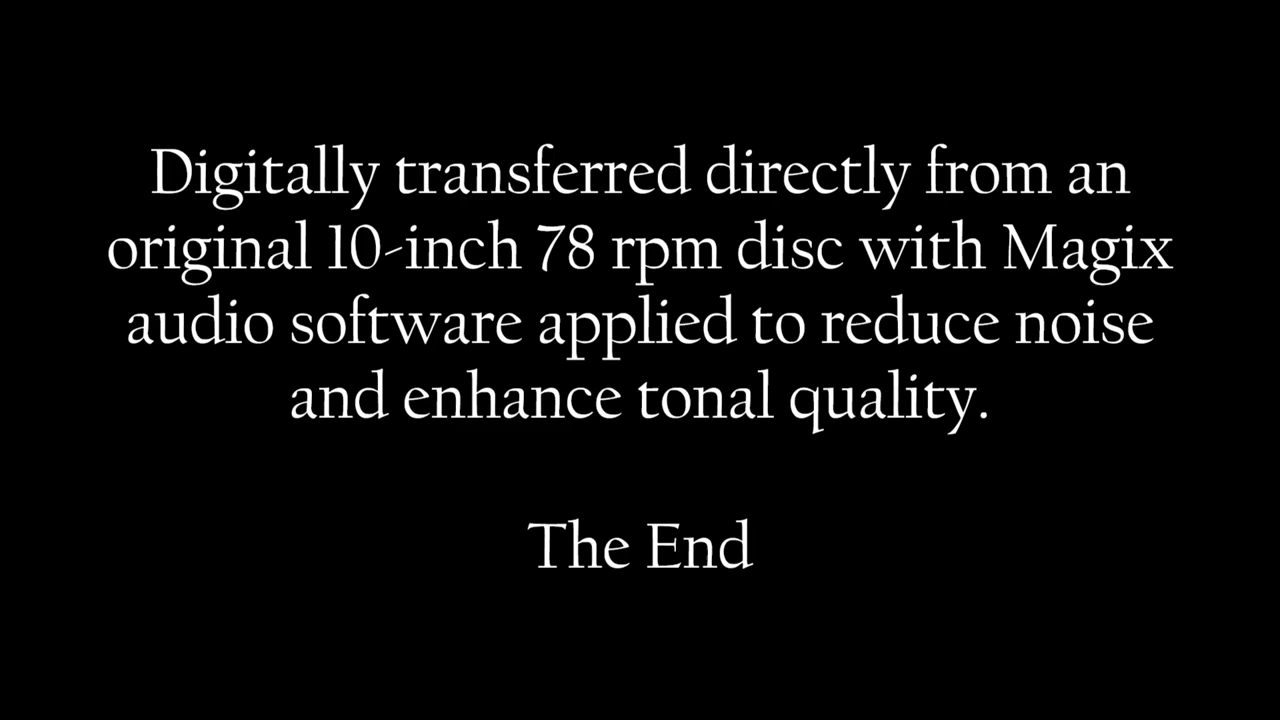 Digitally transferred directly from an
original 10-inch 78 rpm disc with Magix
audio software applied to reduce noise
and enhance tonal quality.
The End